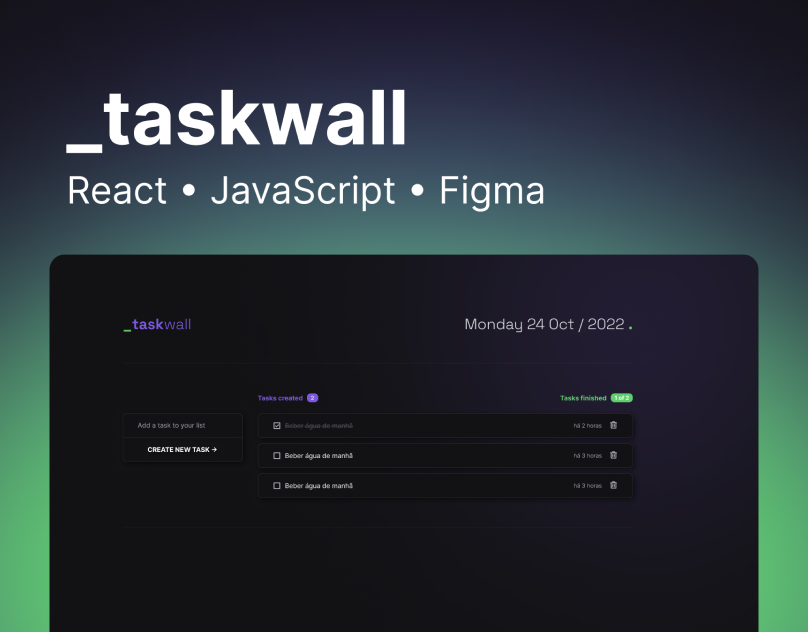 _taskwall
React • JavaScript • Figma
_taskwall
Monday 24 Oct / 2022 .
Tasks created 2
Tasks finished 1 of 2
Add a task to your list
CREATE NEW TASK →
Beber água de manhã há 2 horas
Beber água de manhã há 3 horas
Beber água de manhã há 3 horas